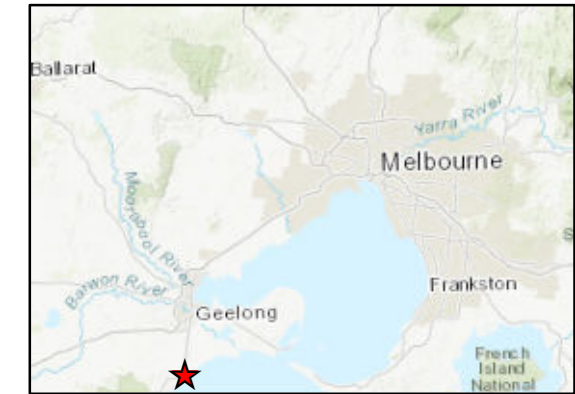 Ballarat
Yarra River
Melbourne
Moorabool River
Barwon River
Geelong
Frankston
French
Island
National
S